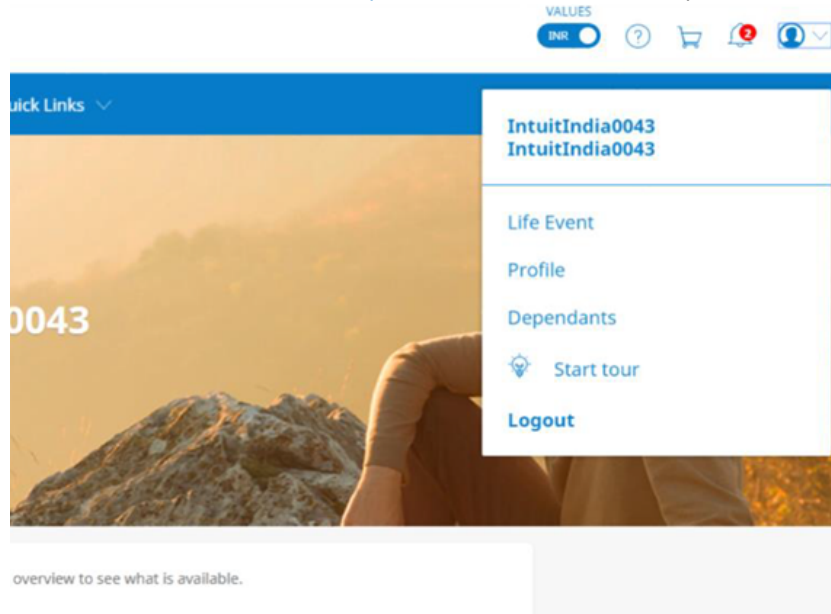 VALUES
INR
2
uick Links
IntuitIndia0043
IntuitIndia0043
Life Event
Profile
0043
Dependants
Start tour
Logout
overview to see what is available.